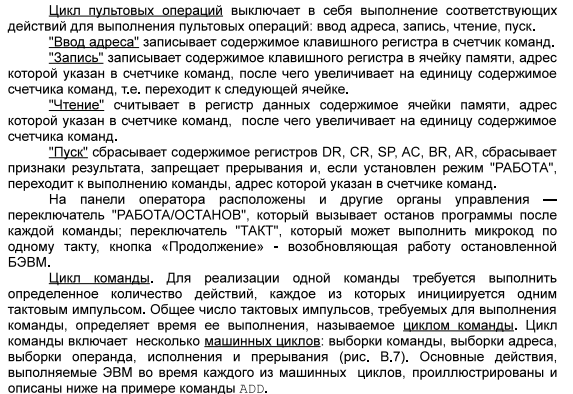 Цикл пультовых операций выключает в себя выполнение соответствующих
действий для выполнения пультовых операций: ввод адреса, запись, чтение, пуск.
"Ввод адреса" записывает содержимое клавишного регистра в счетчик команд.
"Запись" записывает содержимое клавишного регистра в ячейку памяти, адрес
которой указан в счетчике команд, после чего увеличивает на единицу содержимое
счетчика команд, т.е. переходит к следующей ячейке.
"Чтение" считывает в регистр данных содержимое ячейки памяти, адрес
которой указан в счетчике команд, после чего увеличивает на единицу содержимое
счетчика команд.
"Пуск" сбрасывает содержимое регистров DR, CR, SP, AC, BR, AR, сбрасывает
признаки результата, запрещает прерывания и, если установлен режим "РАБОТА",
переходит к выполнению команды, адрес которой указан в счетчике команд.
На панели оператора расположены и другие органы управления —
переключатель "РАБОТА/ОСТАНОВ", который вызывает останов программы после
каждой команды; переключатель "ТАКТ", который может выполнить микрокод по
одному такту, кнопка «Продолжение» - возобновляющая работу остановленной
БЭВМ.
Цикл команды. Для реализации одной команды требуется выполнить
определенное количество действий, каждое из которых инициируется одним
тактовым импульсом. Общее число тактовых импульсов, требуемых для выполнения
команды, определяет время ее выполнения, называемое циклом команды. Цикл
команды включает несколько машинных циклов: выборки команды, выборки адреса,
выборки операнда, исполнения и прерывания (рис. В.7). Основные действия,
выполняемые ЭВМ во время каждого из машинных циклов, проиллюстрированы и
описаны ниже на примере команды ADD.